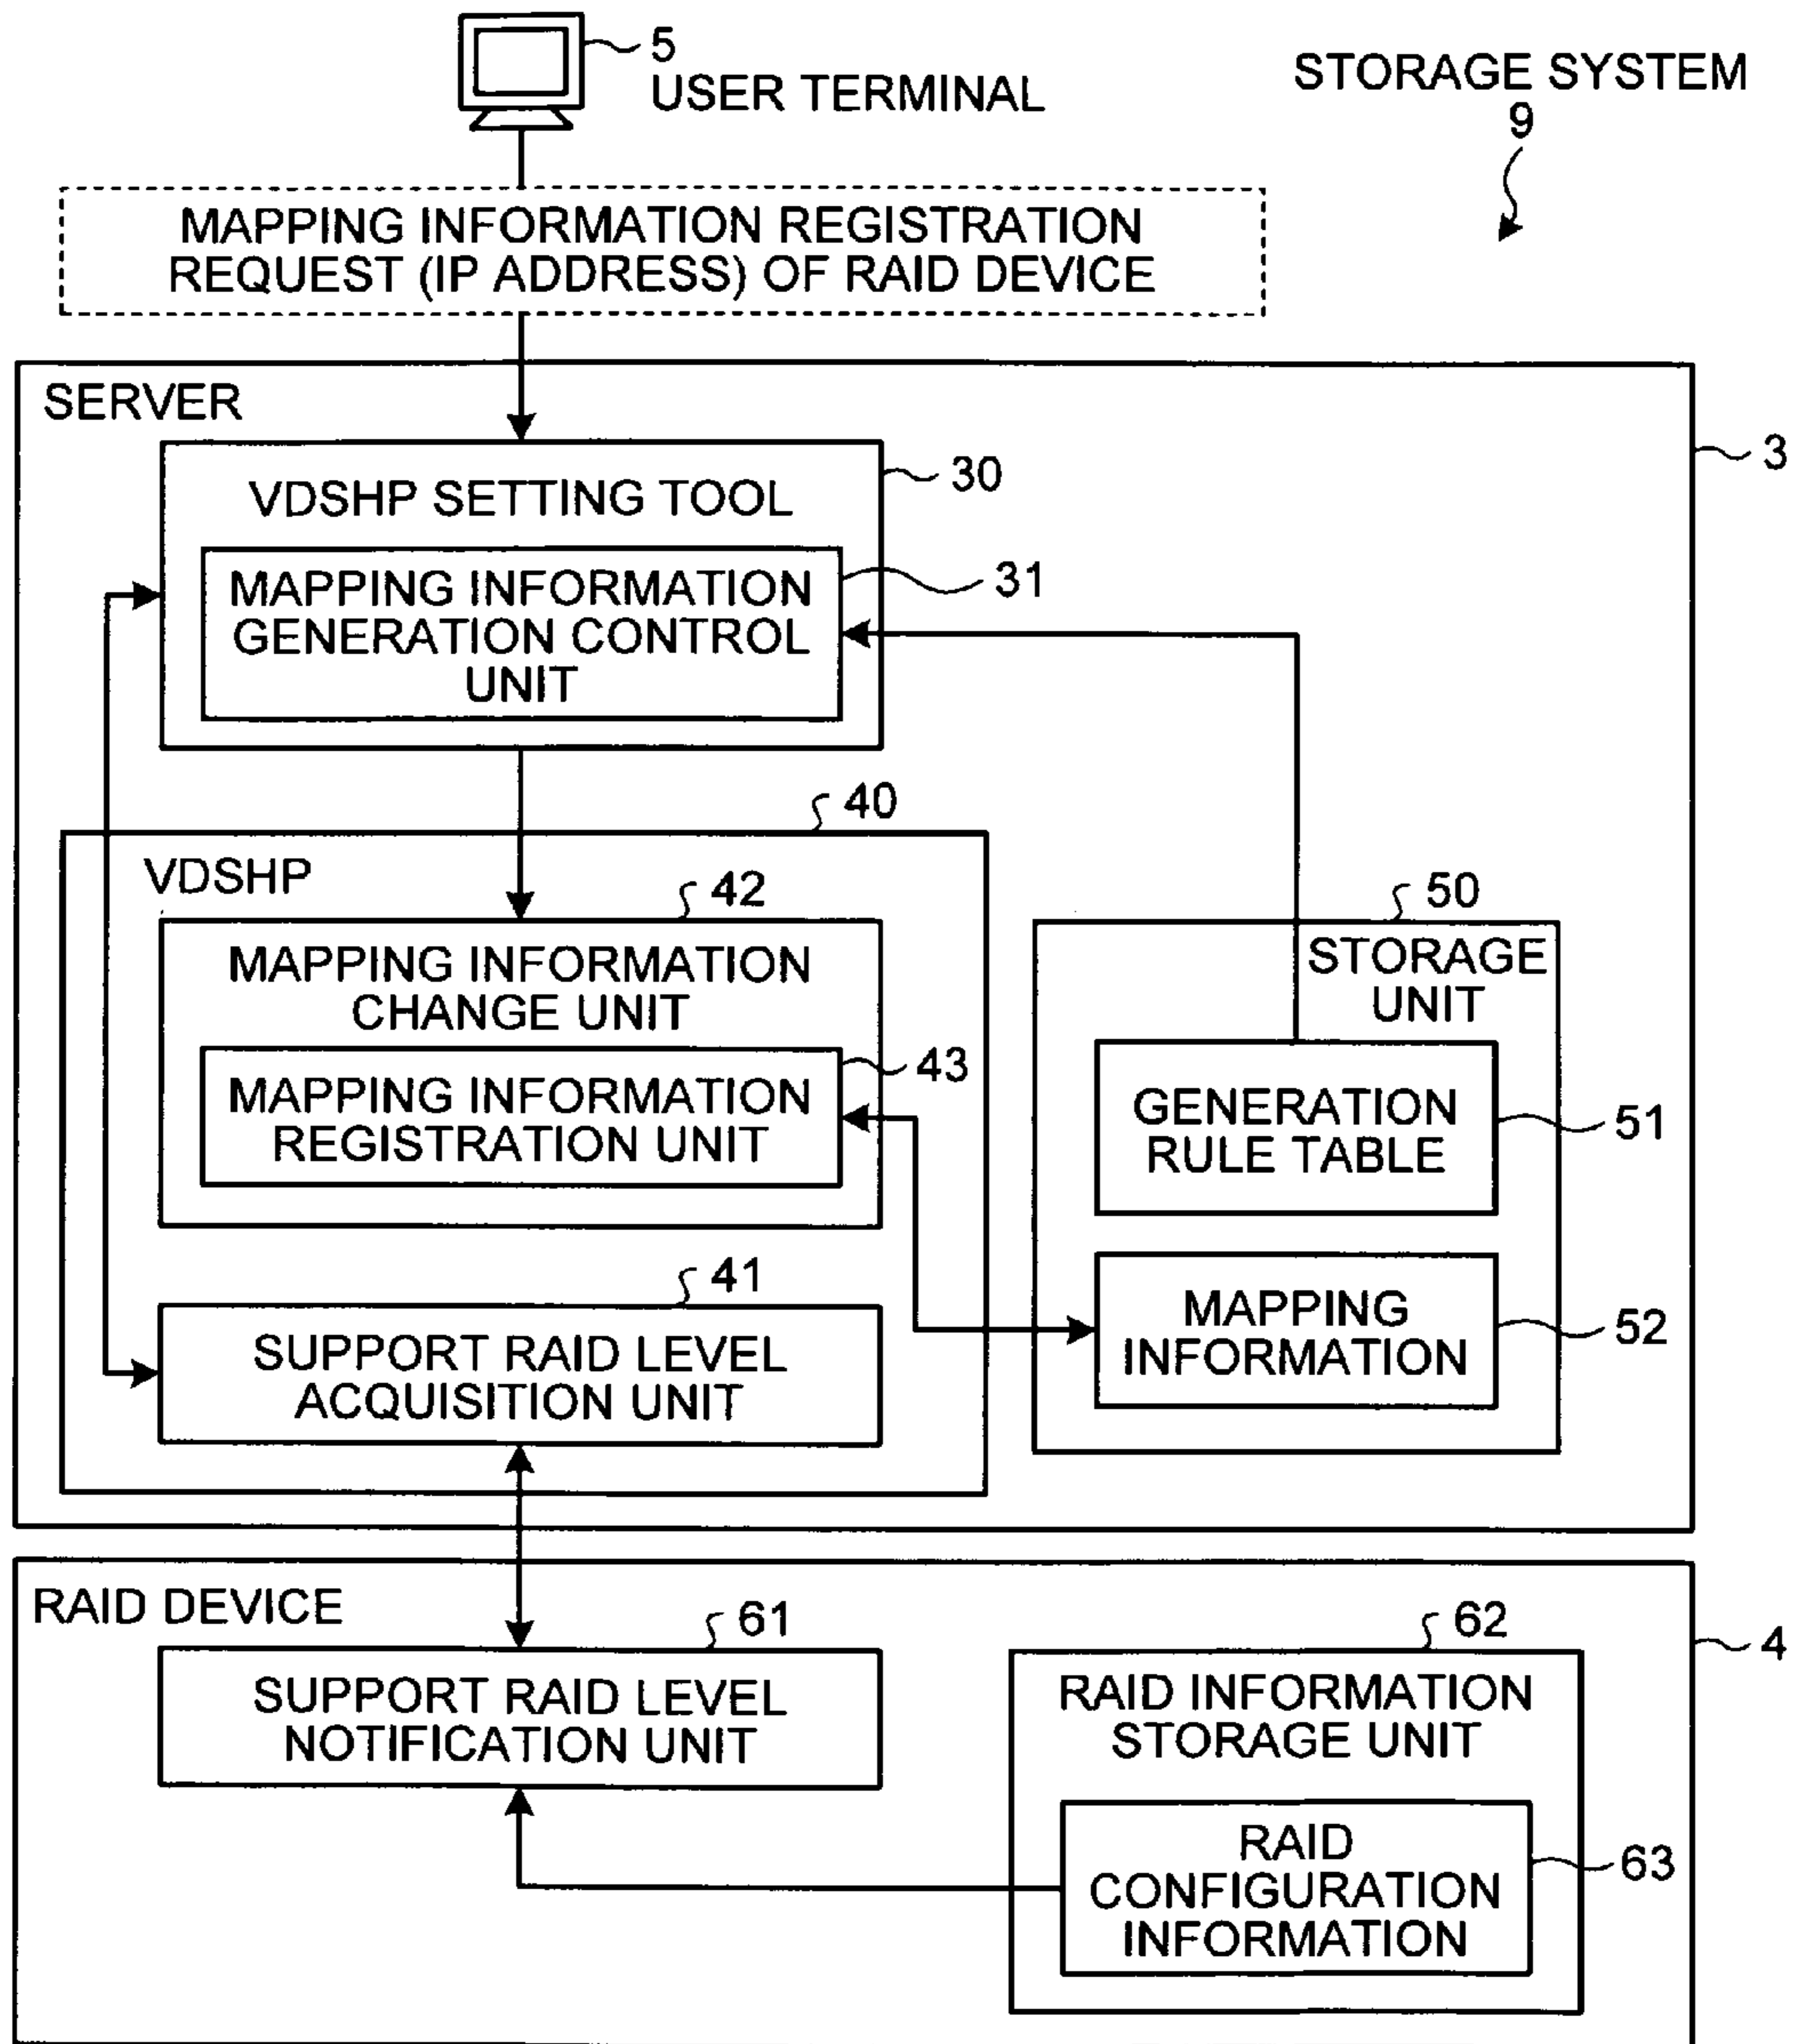 5
USER TERMINAL
STORAGE SYSTEM
9
MAPPING INFORMATION REGISTRATION
REQUEST (IP ADDRESS) OF RAID DEVICE
SERVER
3
30
VDSHP SETTING TOOL
31
MAPPING INFORMATION
GENERATION CONTROL
UNIT
40
VDSHP
42
MAPPING INFORMATION
CHANGE UNIT
43
MAPPING INFORMATION
REGISTRATION UNIT
50
STORAGE
UNIT
GENERATION
RULE TABLE
51
MAPPING
INFORMATION
52
41
SUPPORT RAID LEVEL
ACQUISITION UNIT
RAID DEVICE
4
61
SUPPORT RAID LEVEL
NOTIFICATION UNIT
62
RAID INFORMATION
STORAGE UNIT
RAID
CONFIGURATION
INFORMATION
63